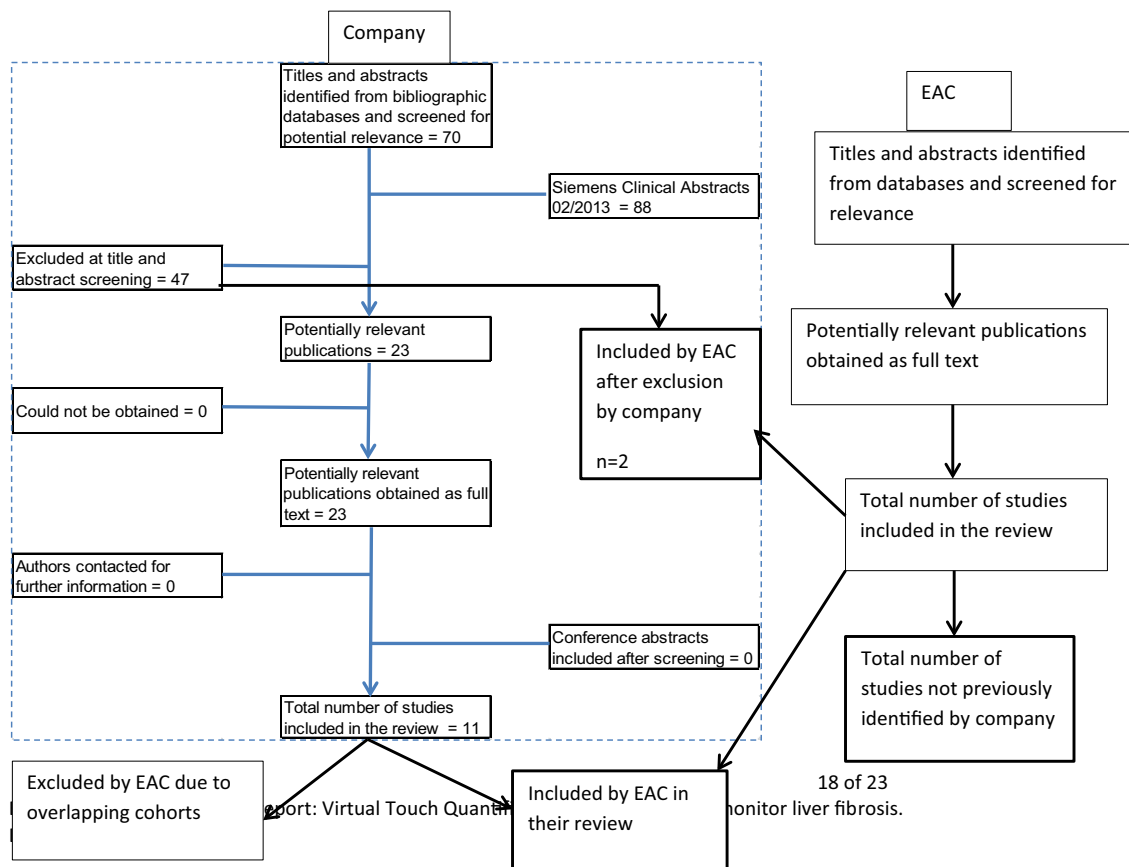 Company
Titles and abstracts
identified from bibliographic
databases and screened for
potential relevance = 70
Siemens Clinical Abstracts
02/2013 = 88
Excluded at title and
abstract screening = 47
Potentially relevant
publications = 23
Included by EAC
after exclusion
by company
n=2
Could not be obtained = 0
Potentially relevant
publications obtained as full
text = 23
Authors contacted for
further information = 0
Conference abstracts
included after screening = 0
Total number of studies
included in the review = 11
EAC
Titles and abstracts identified
from databases and screened for
relevance
Potentially relevant publications
obtained as full text
Total number of studies
included in the review
Total number of
studies not previously
identified by company
Excluded by EAC due to
overlapping cohorts
Included by EAC in
their review
18 of 23
port: Virtual Touch Quanti
onitor liver fibrosis.